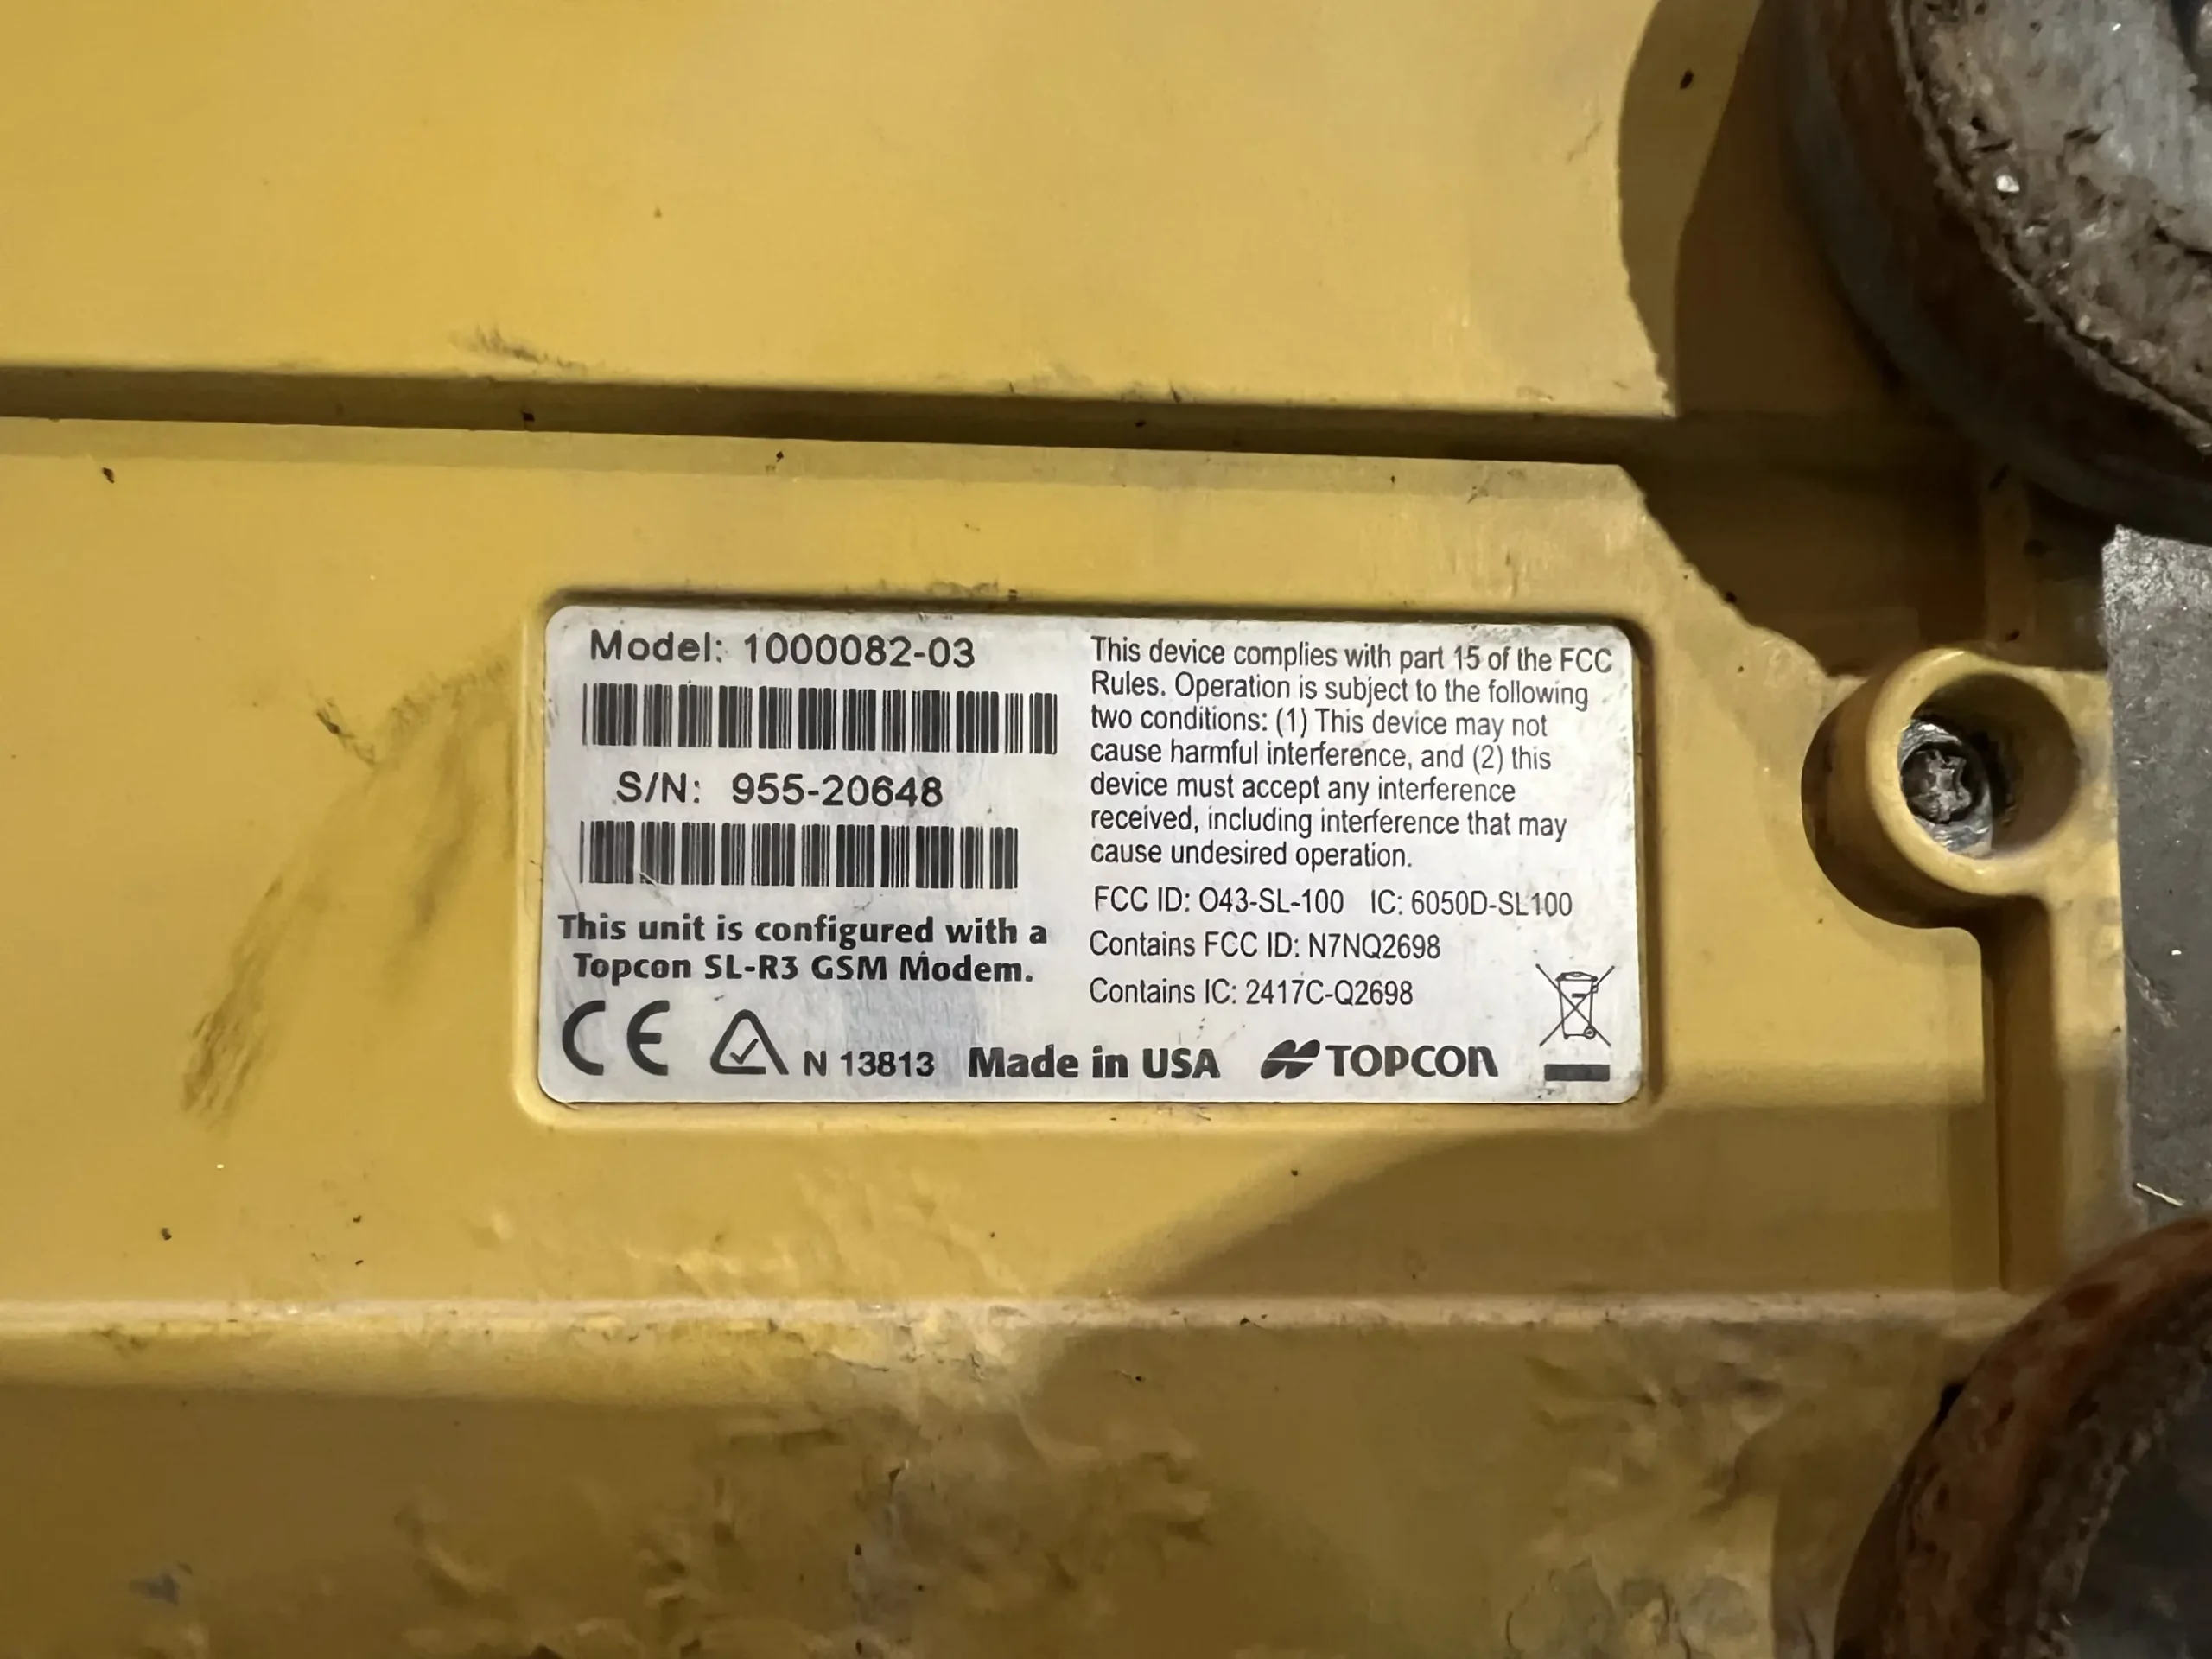 Model: 1000082-03
S/N: 955-20648
This unit is configured with a
Topcon SL-R3 GSM Modem.
This device complies with part 15 of the FCC
Rules. Operation is subject to the following
two conditions: (1) This device may not
cause harmful interference, and (2) this
device must accept any interference
received, including interference that may
cause undesired operation.
FCC ID: O43-SL-100 IC: 6050D-SL100
Contains FCC ID: N7NQ2698
Contains IC: 2417C-Q2698
CE N 13813 Made in USA TOPCON